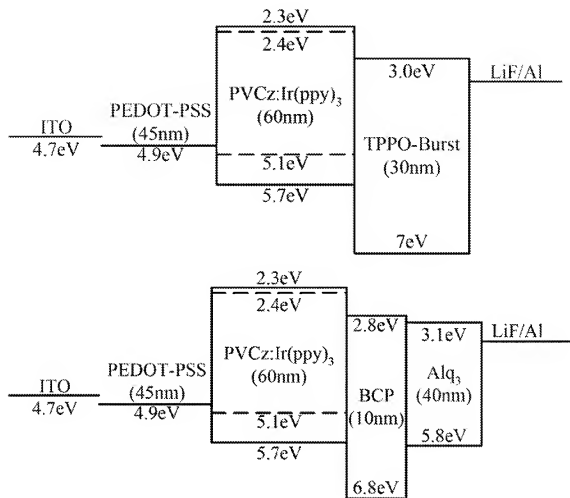 2.3eV
2.4eV
3.0eV
LiF/Al
PVCz:Ir(ppy)3
(60nm)
PEDOT-PSS
(45nm)
ITO
4.7eV
4.9eV
TPPO-Burst
(30nm)
5.1eV
5.7eV
7eV
2.3eV
2.4eV
2.8eV
3.1eV
LiF/Al
PVCz:Ir(ppy)3
(60nm)
PEDOT-PSS
(45nm)
ITO
4.7eV
4.9eV
BCP
(10nm)
Alq3
(40nm)
5.1eV
5.7eV
5.8eV
6.8eV